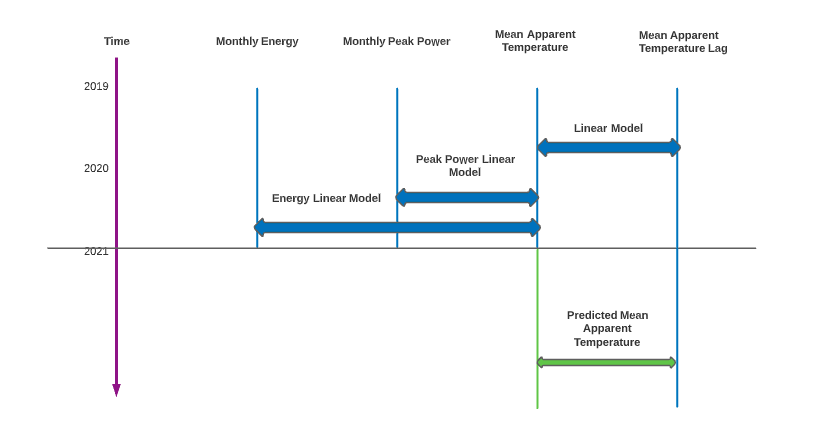 Time
Monthly Energy
Monthly Peak Power
Mean Apparent
Temperature
Mean Apparent
Temperature Lag
2019
Linear Model
Peak Power Linear
Model
2020
Energy Linear Model
2021
Predicted Mean
Apparent
Temperature